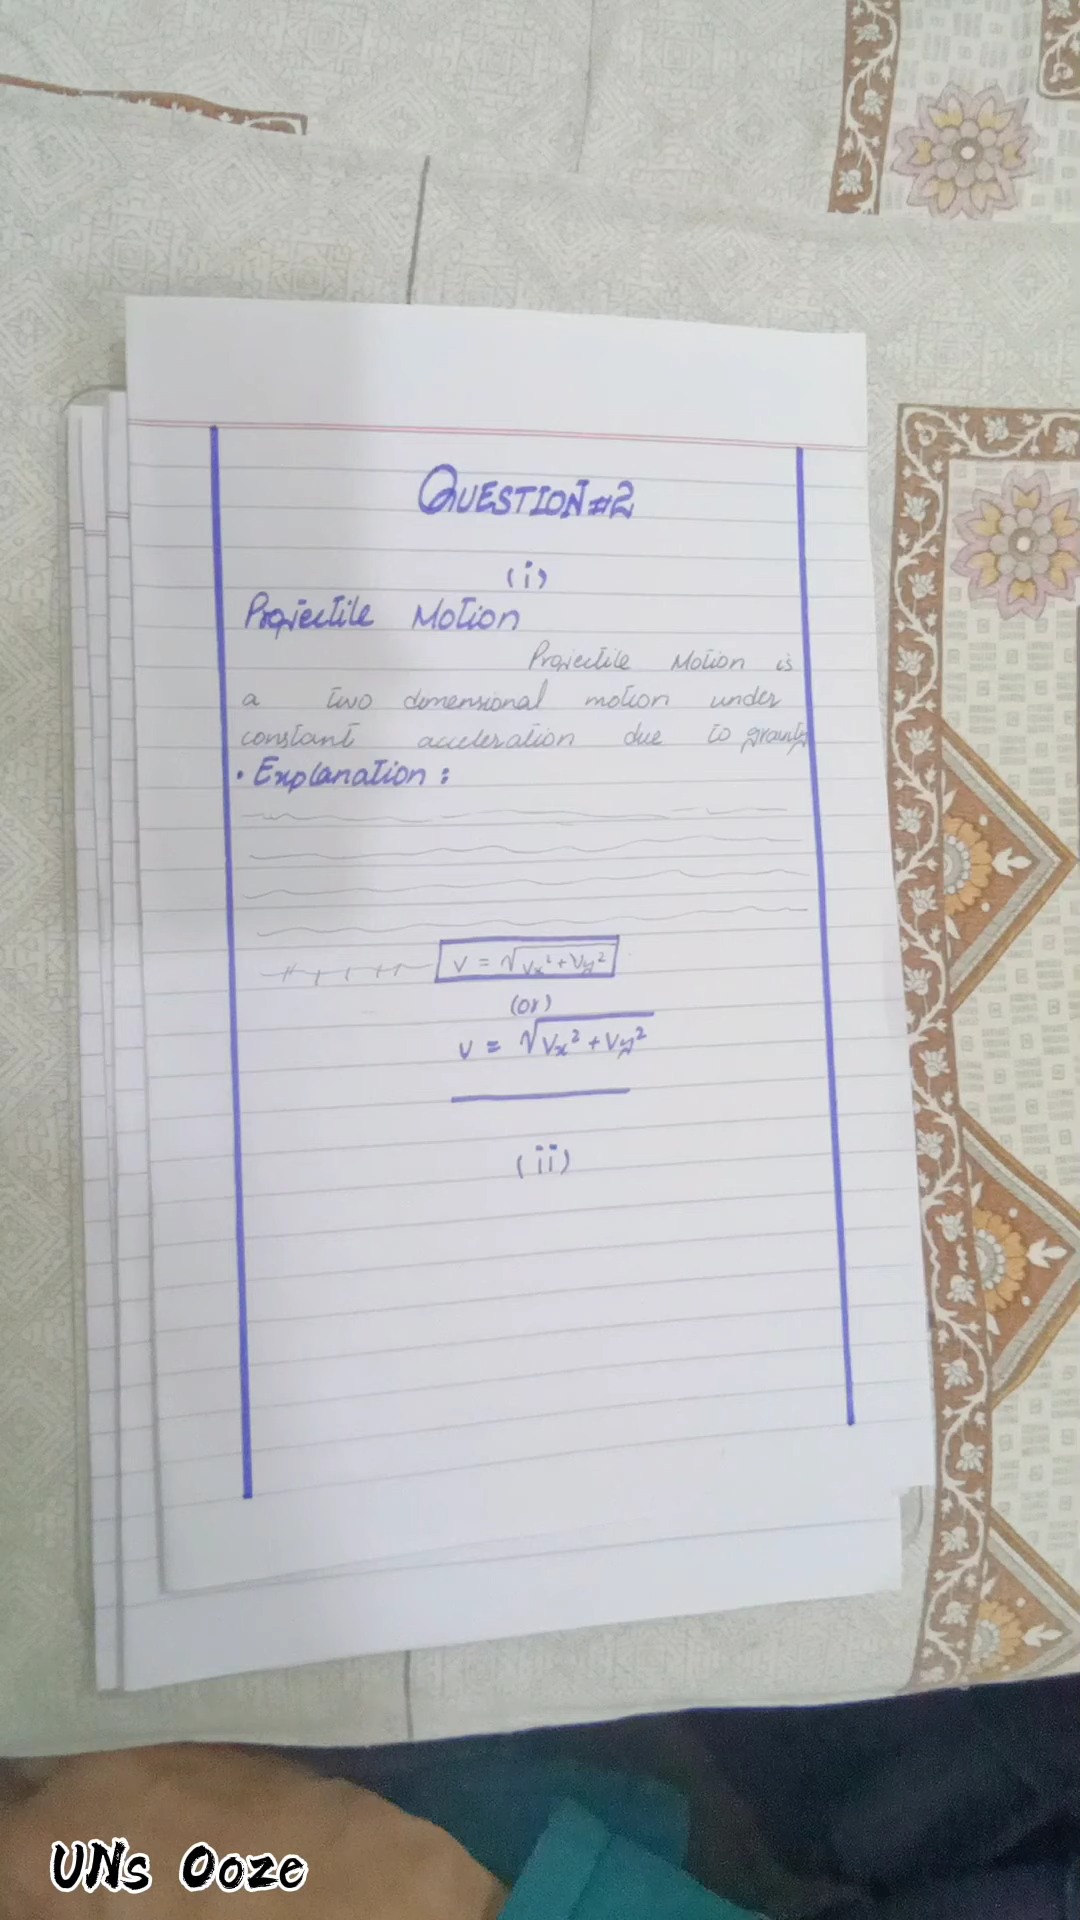 QUESTION#2
(i)
Projectile Motion
Projectile Motion is
a two demensional motion under
constant acceleration due to gravity
• Explanation :
V = √Vx²+Vy²
(or)
V = √Vx²+Vy²
(ii)
UNs Ooze